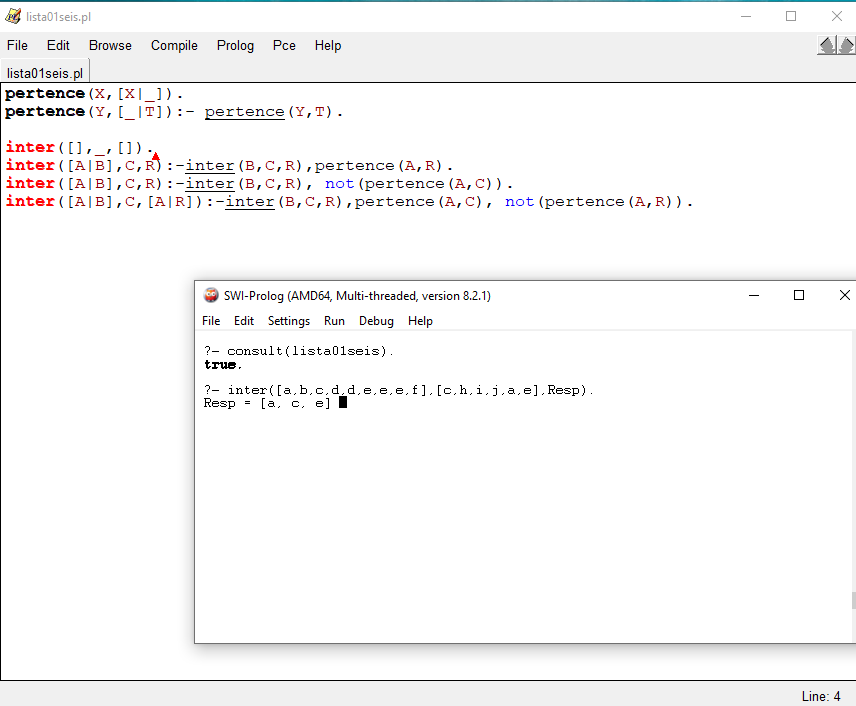 lista01seis.pl
File Edit Browse Compile Prolog Pce Help
lista01seis.pl
pertence(X,[X|_]).
pertence(Y,[_|T]):- pertence(Y,T).
inter([],_,[]).
inter([A|B],C,R):-inter(B,C,R),pertence(A,R).
inter([A|B],C,R):-inter(B,C,R), not(pertence(A,C)).
inter([A|B],C,[A|R]):-inter(B,C,R),pertence(A,C), not(pertence(A,R)).
SWI-Prolog (AMD64, Multi-threaded, version 8.2.1)
File Edit Settings Run Debug Help
?- consult(lista01seis).
true.
?- inter([a,b,c,d,d,e,e,e,f],[c,h,i,j,a,e],Resp).
Resp = [a, c, e]
Line: 4